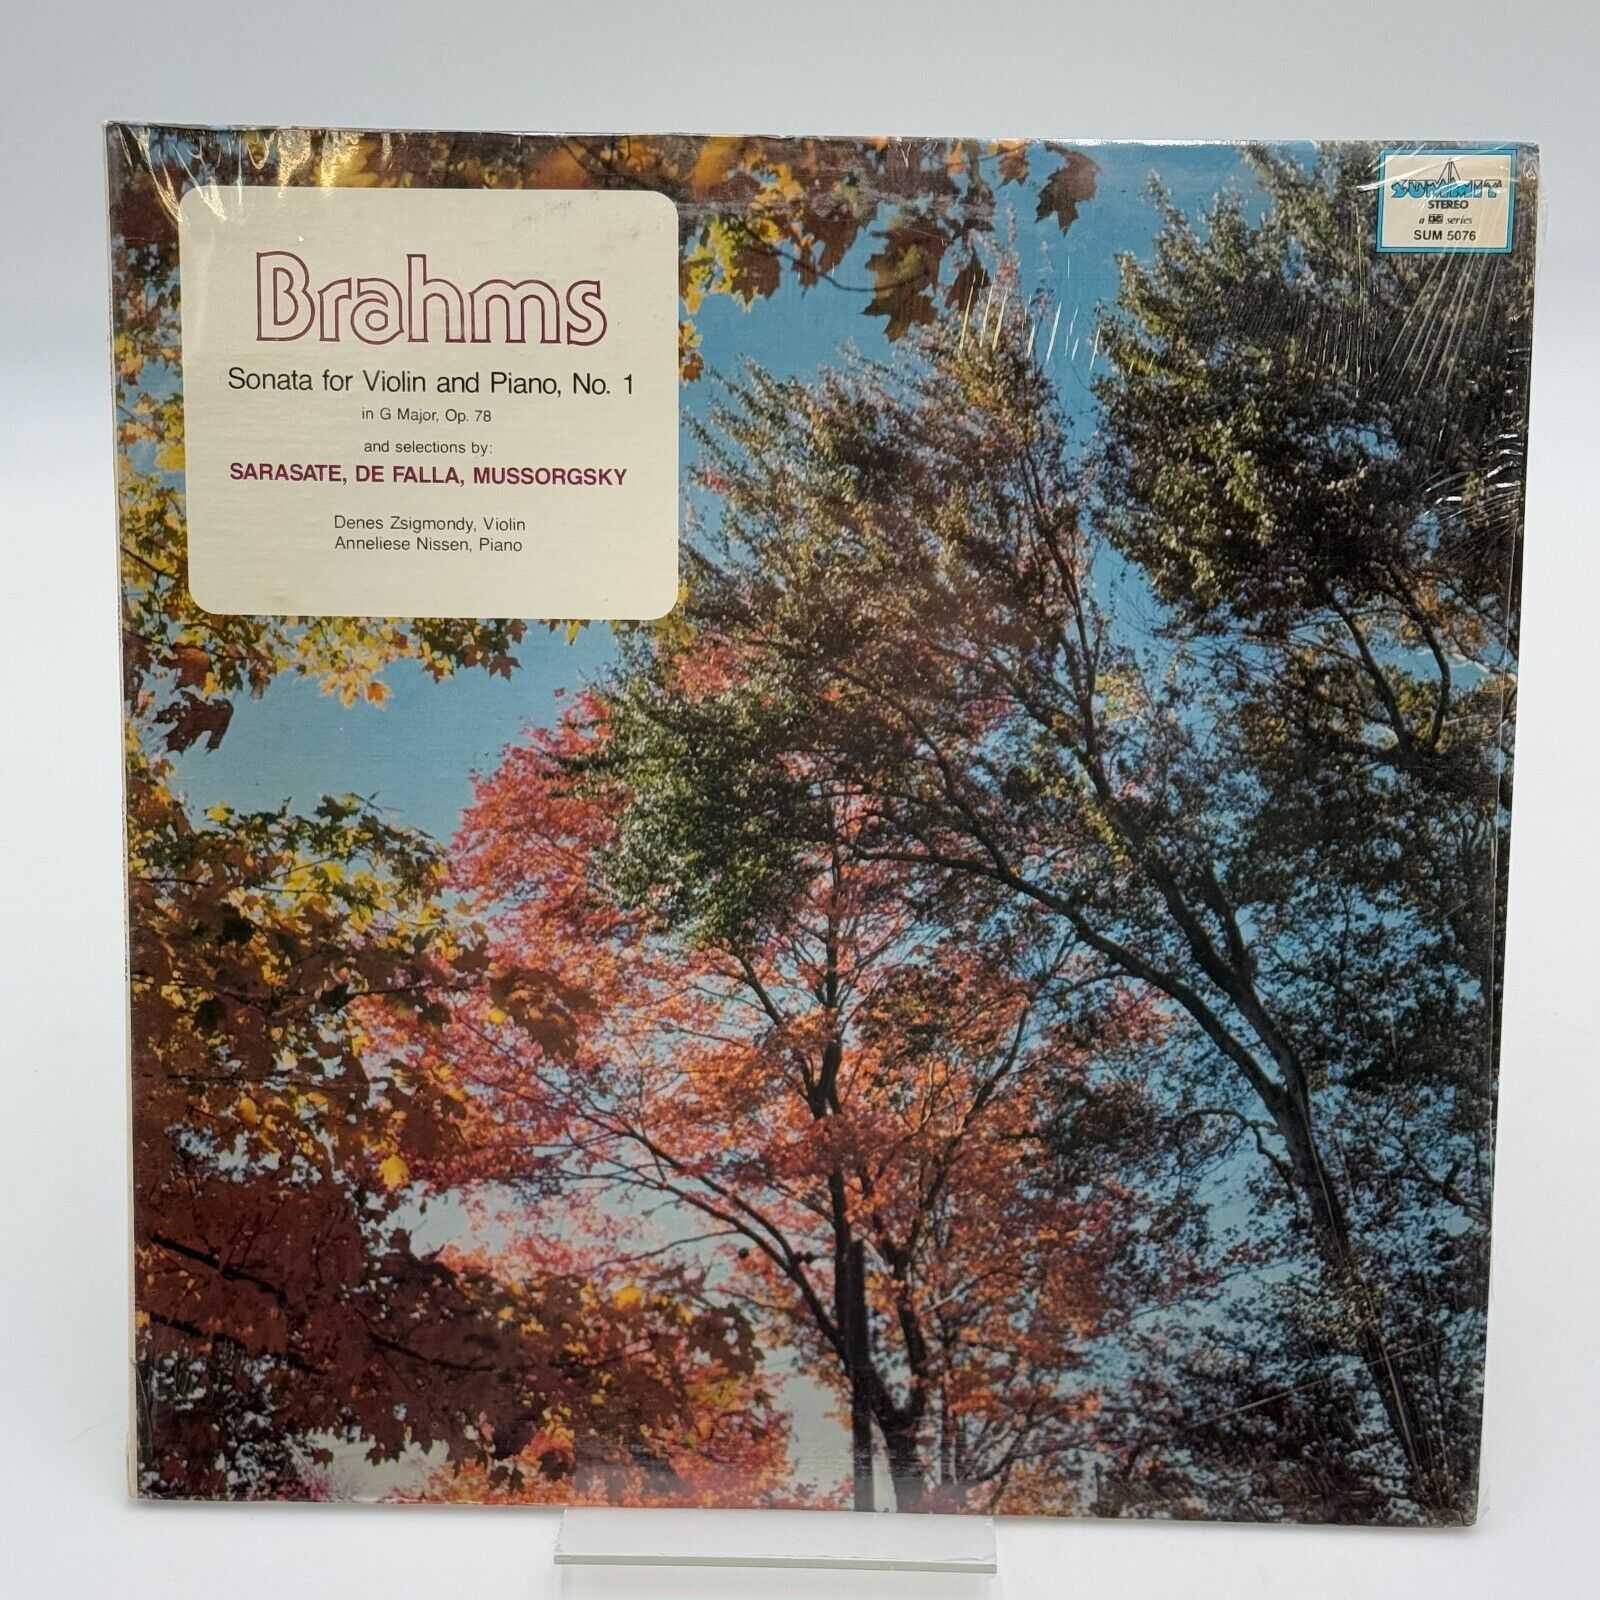 Brahms
Sonata for Violin and Piano, No. 1
in G Major, Op. 78
and selections by:
SARASATE, DE FALLA, MUSSORGSKY
Denes Zsigmondy, Violin
Anneliese Nissen, Piano
SUMMIT
STEREO
a series
SUM 5076